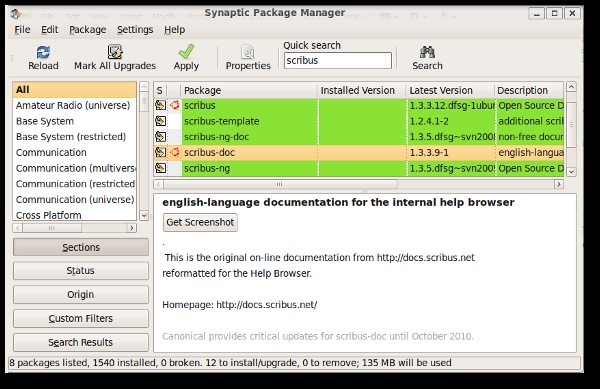 Synaptic Package Manager
File Edit Package Settings Help
Quick search
scribus
Reload Mark All Upgrades Apply Properties Search
All
Amateur Radio (universe)
Base System
Base System (restricted)
Communication
Communication (multivers
Communication (restricted
Communication (universe)
Cross Platform
S Package Installed Version Latest Version Description
scribus 1.3.3.12.dfsg~1ubun Open Source D
scribus-template 1.2.4.1-2 additional scril
scribus-ng-doc 1.3.5.dfsg~svn2008 non-free docur
scribus-doc 1.3.3.9-1 english-langua
scribus-ng 1.3.5.dfsg~svn2009 Open Source D
english-language documentation for the internal help browser
Get Screenshot
.
This is the original on-line documentation from http://docs.scribus.net
reformatted for the Help Browser.
Homepage: http://docs.scribus.net/
Canonical provides critical updates for scribus-doc until October 2010.
Sections
Status
Origin
Custom Filters
Search Results
8 packages listed, 1540 installed, 0 broken. 12 to install/upgrade, 0 to remove; 135 MB will be used